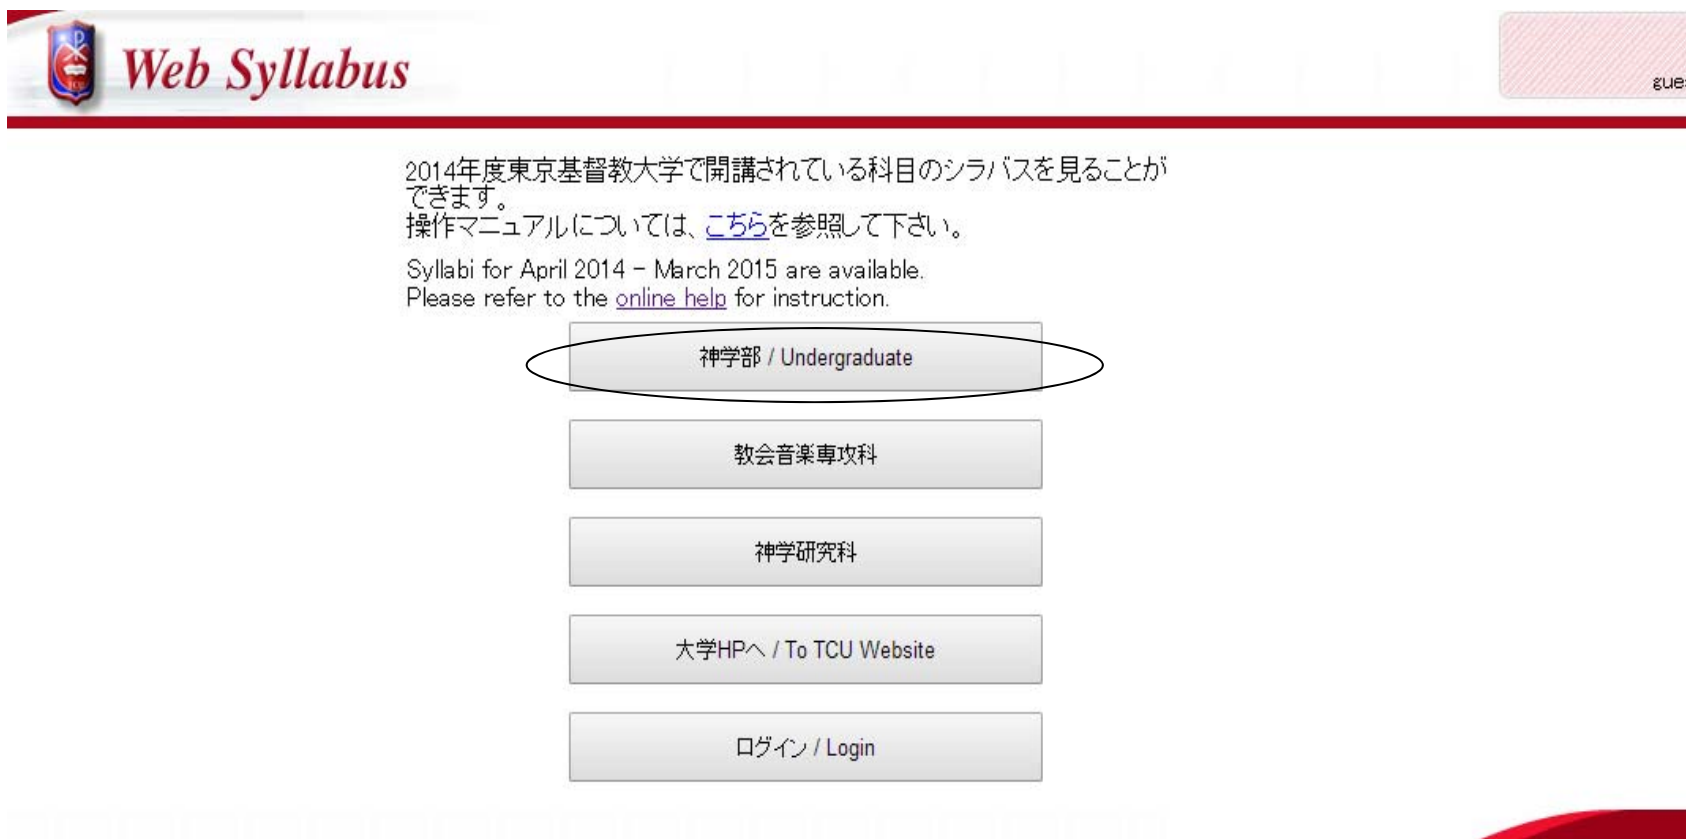 Web Syllabus
2014年度東京基督教大学で開講されている科目のシラバスを見ることが
できます。
操作マニュアルについては、こちらを参照して下さい。
Syllabi for April 2014 - March 2015 are available.
Please refer to the online help for instruction.
神学部 / Undergraduate
教会音楽専攻科
神学研究科
大学HPへ / To TCU Website
ログイン / Login